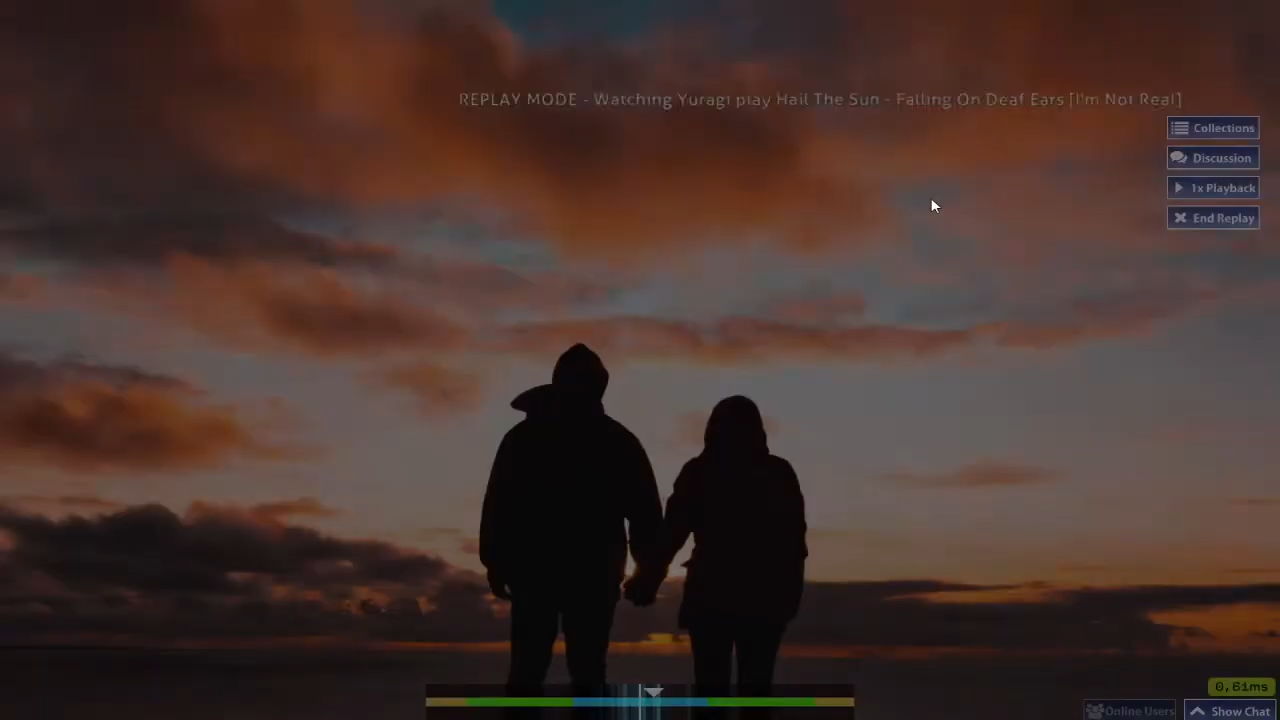 REPLAY MODE - Watching Yuragi play Hail The Sun - Falling On Deaf Ears [I'm Not Real]
Collections
Discussion
1x Playback
End Replay
0,61ms
Online Users
Show Chat